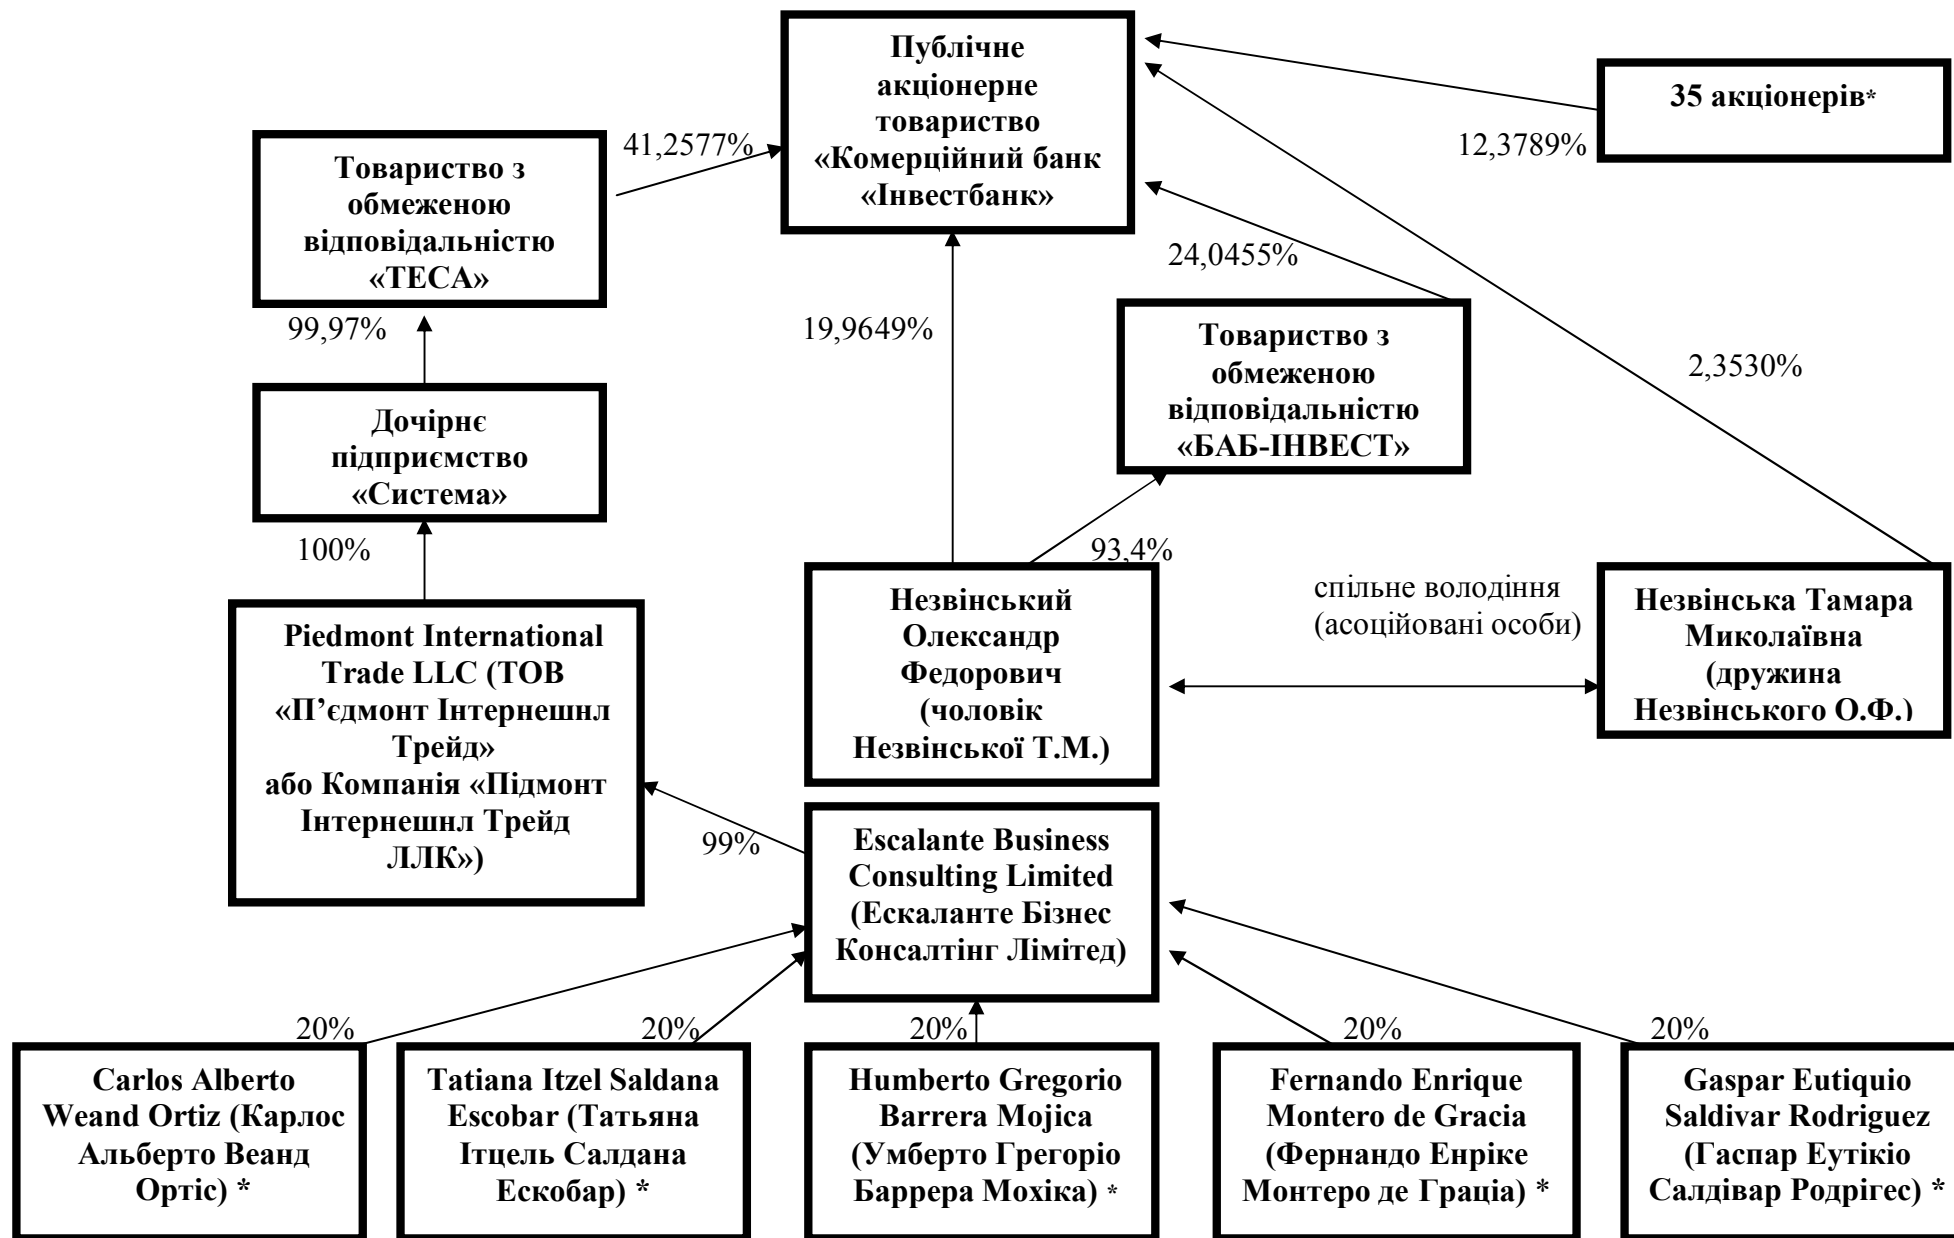 Публічне
акціонерне
товариство
«Комерційний банк
«Інвестбанк»
35 акціонерів*
12,3789%
41,2577%
Товариство з
обмеженою
відповідальністю
«ТЕСА»
24,0455%
99,97%
19,9649%
Товариство з
обмеженою
відповідальністю
«БАБ-ІНВЕСТ»
2,3530%
Дочірнє
підприємство
«Система»
100%
93,4%
Piedmont International
Trade LLC (ТОВ
«П’єдмонт Інтернешнл
Трейд»
або Компанія «Підмонт
Інтернешнл Трейд
ЛЛК»)
Незвінський
Олександр
Федорович
(чоловік
Незвінської Т.М.)
спільне володіння
(асоційовані особи)
Незвінська Тамара
Миколаївна
(дружина
Незвінського О.Ф.)
99%
Escalante Business
Consulting Limited
(Ескаланте Бізнес
Консалтінг Лімітед)
20%
20%
20%
20%
20%
Carlos Alberto
Weand Ortiz (Карлос
Альберто Веанд
Ортіс) *
Tatiana Itzel Saldana
Escobar (Татьяна
Ітцель Салдана
Ескобар) *
Humberto Gregorio
Barrera Mojica
(Умберто Грегоріо
Баррера Мохіка) *
Fernando Enrique
Montero de Gracia
(Фернандо Енріке
Монтеро де Граціа) *
Gaspar Eutiquio
Saldivar Rodriguez
(Гаспар Еутікіо
Салдівар Родрігес) *